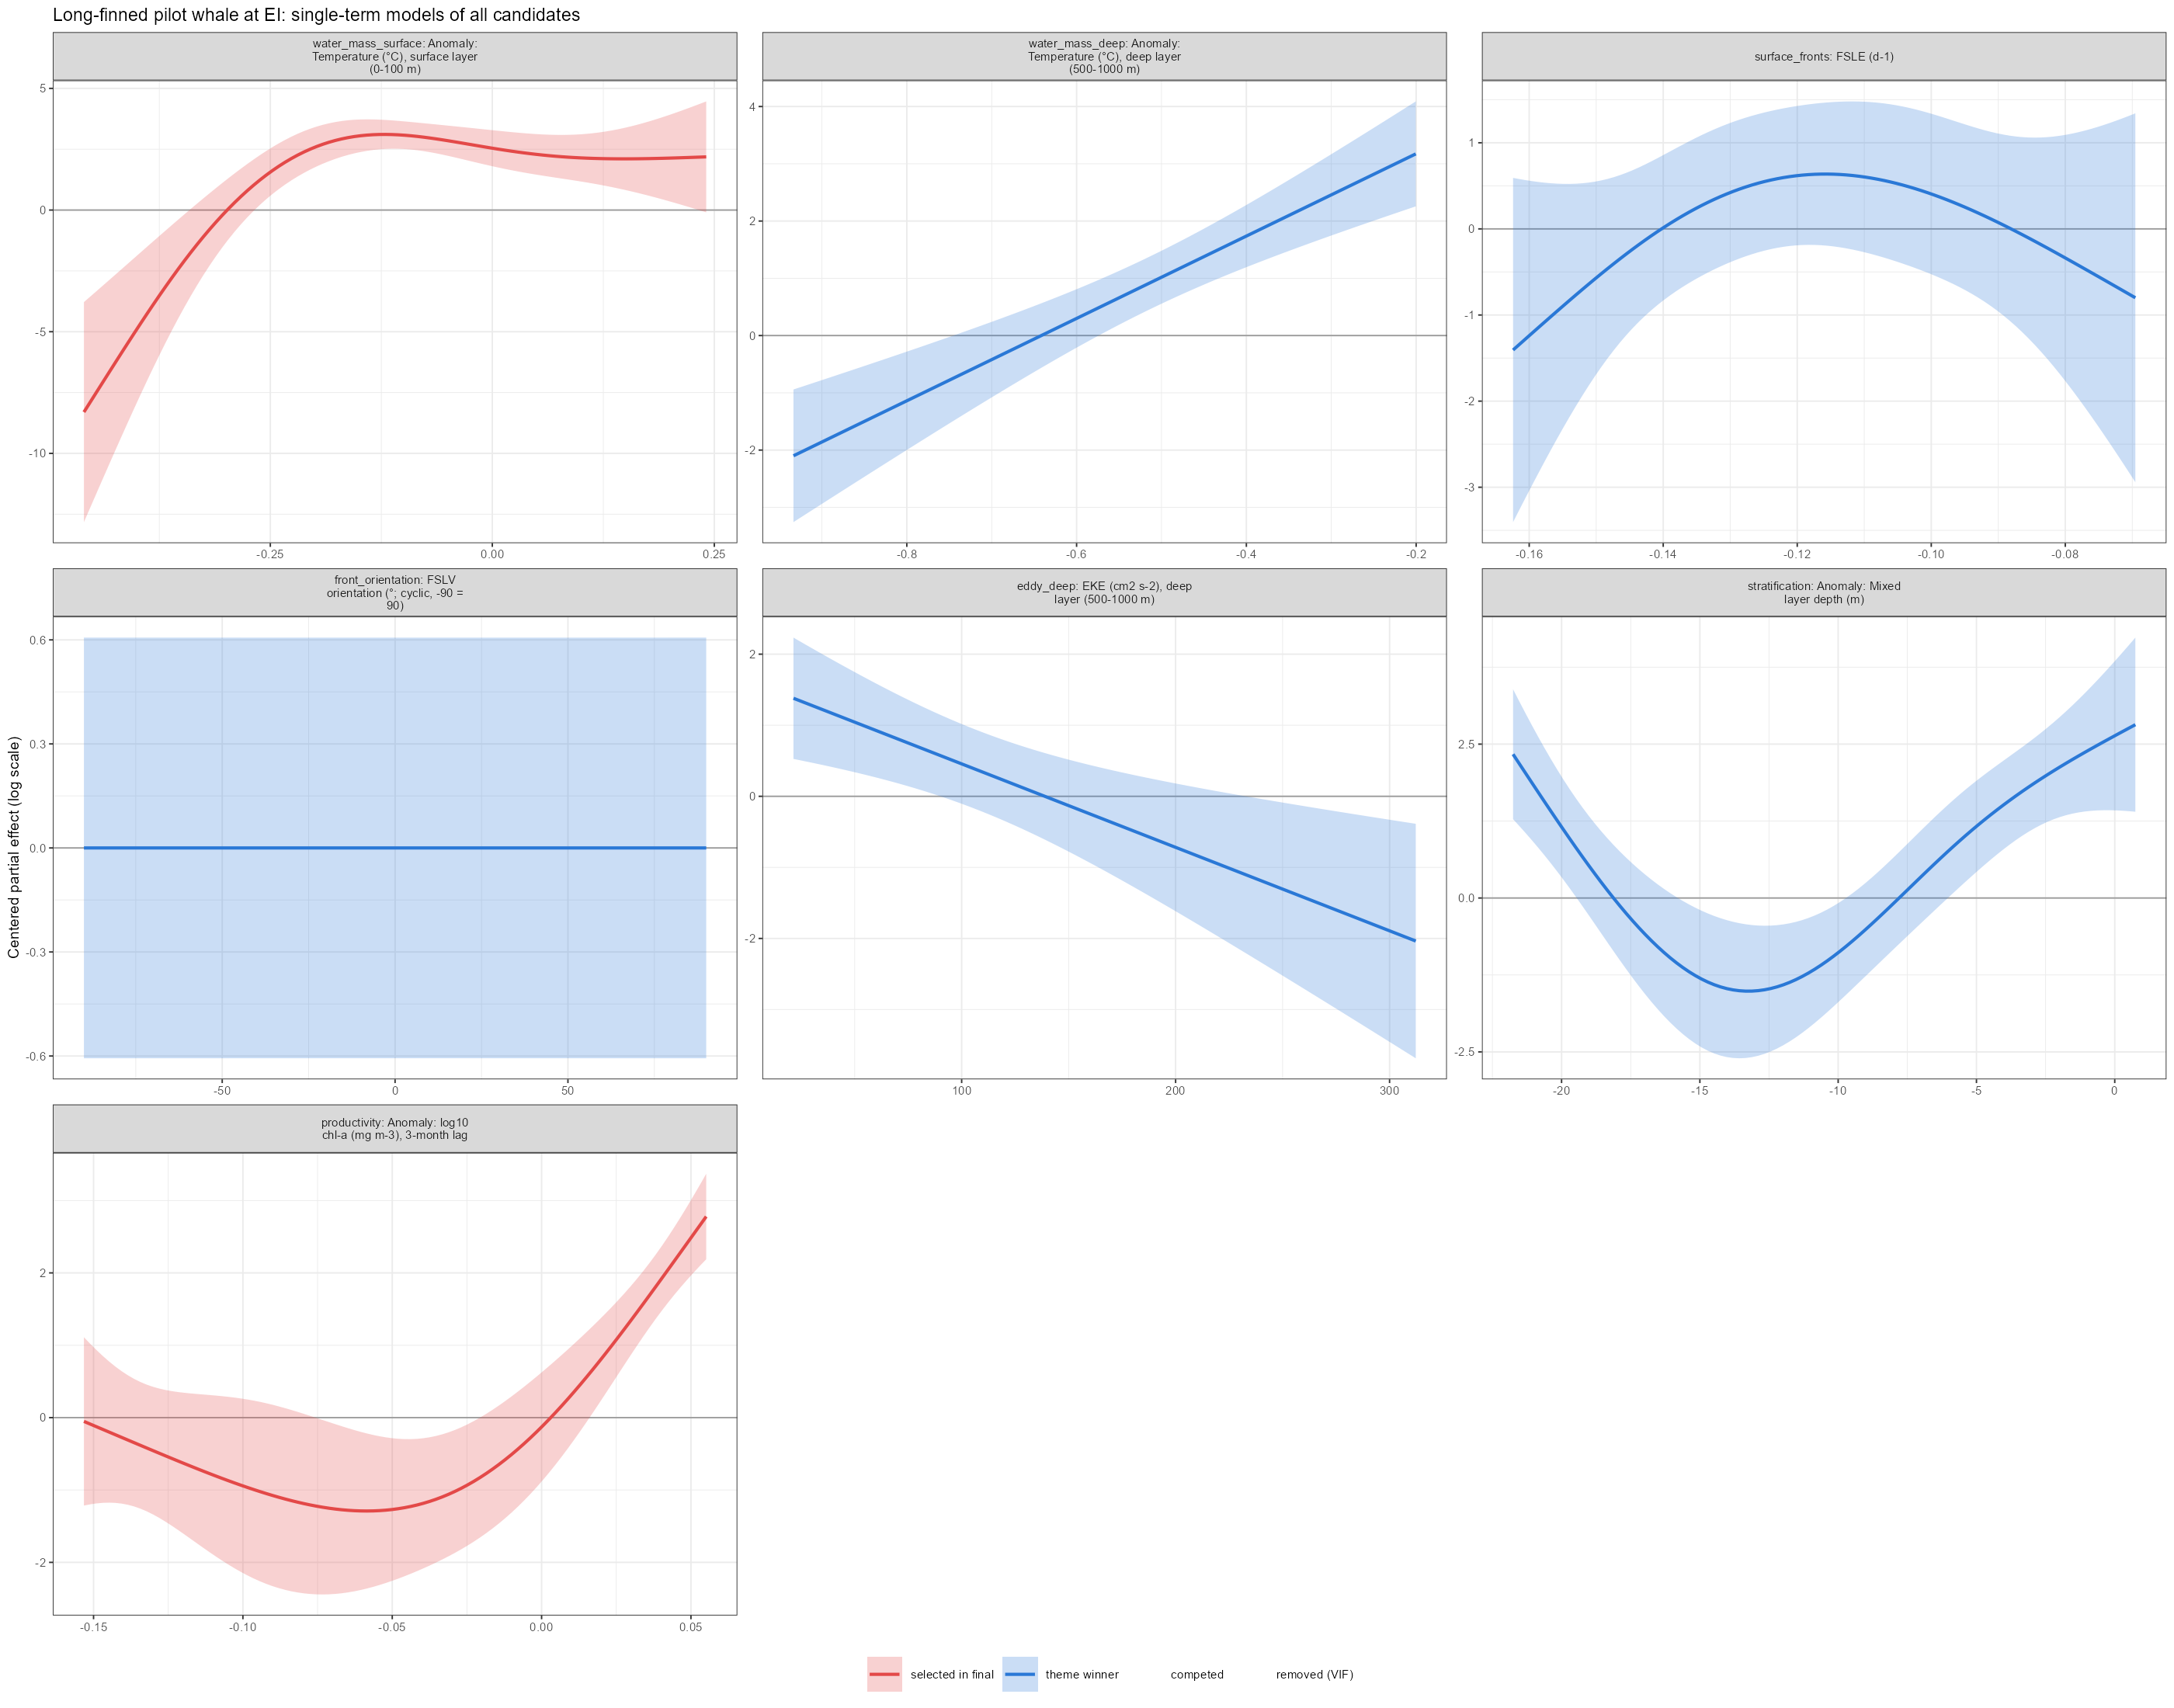 Long-finned pilot whale at EI: single-term models of all candidates
water_mass_surface: Anomaly:
Temperature (°C), surface layer
(0-100 m)
water_mass_deep: Anomaly:
Temperature (°C), deep layer
(500-1000 m)
surface_fronts: FSLE (d-1)
5
0
-5
-10
-0.25
0.00
0.25
4
2
0
-2
-0.8
-0.6
-0.4
-0.2
1
0
-1
-2
-3
-0.16
-0.14
-0.12
-0.10
-0.08
front_orientation: FSLV
orientation (°; cyclic, -90 =
90)
eddy_deep: EKE (cm2 s-2), deep
layer (500-1000 m)
stratification: Anomaly: Mixed
layer depth (m)
Centered partial effect (log scale)
0.6
0.3
0.0
-0.3
-0.6
-50
0
50
2
0
-2
100
200
300
2.5
0.0
-2.5
-20
-15
-10
-5
0
productivity: Anomaly: log10
chl-a (mg m-3), 3-month lag
2
0
-2
-0.15
-0.10
-0.05
0.00
0.05
selected in final
theme winner
competed
removed (VIF)